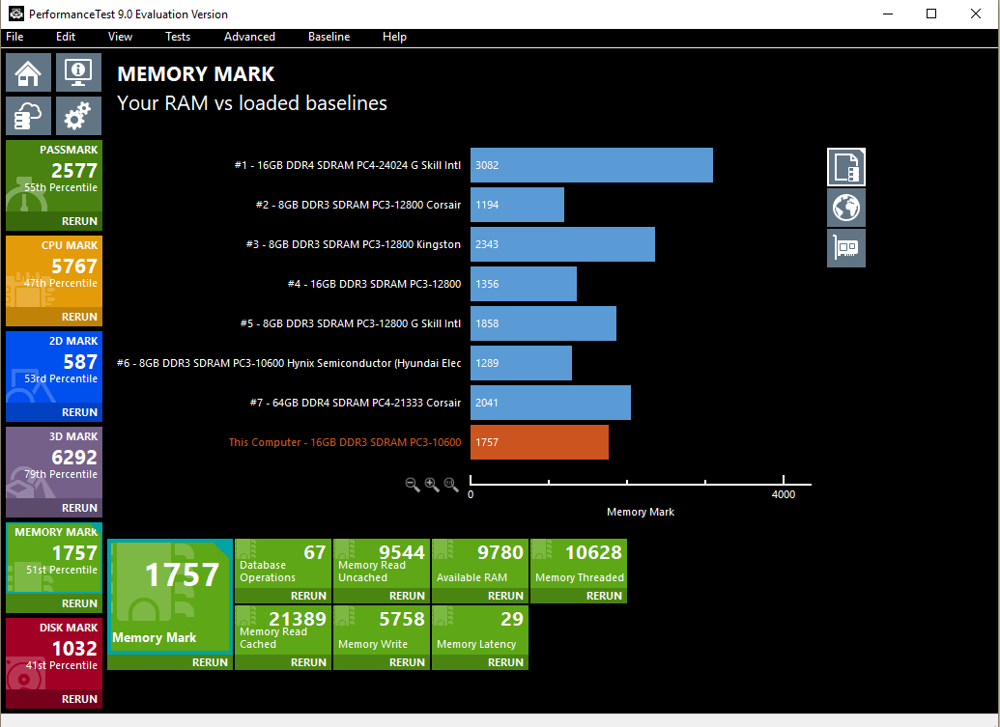 PerformanceTest 9.0 Evaluation Version
File Edit View Tests Advanced Baseline Help
MEMORY MARK
Your RAM vs loaded baselines
PASSMARK
2577
55th Percentile
RERUN
CPU MARK
5767
47th Percentile
RERUN
2D MARK
587
53rd Percentile
RERUN
3D MARK
6292
79th Percentile
RERUN
MEMORY MARK
1757
51st Percentile
RERUN
DISK MARK
1032
41st Percentile
RERUN
#1 - 16GB DDR4 SDRAM PC4-24024 G Skill Intl 3082
#2 - 8GB DDR3 SDRAM PC3-12800 Corsair 1194
#3 - 8GB DDR3 SDRAM PC3-12800 Kingston 2343
#4 - 16GB DDR3 SDRAM PC3-12800 1356
#5 - 8GB DDR3 SDRAM PC3-12800 G Skill Intl 1858
#6 - 8GB DDR3 SDRAM PC3-10600 Hynix Semiconductor (Hyundai Elec 1289
#7 - 64GB DDR4 SDRAM PC4-21333 Corsair 2041
This Computer - 16GB DDR3 SDRAM PC3-10600 1757
0 4000
Memory Mark
1757
Memory Mark
RERUN
67
Database
Operations
RERUN
9544
Memory Read
Uncached
RERUN
9780
Available RAM
RERUN
10628
Memory Threaded
RERUN
21389
Memory Read
Cached
RERUN
5758
Memory Write
RERUN
29
Memory Latency
RERUN